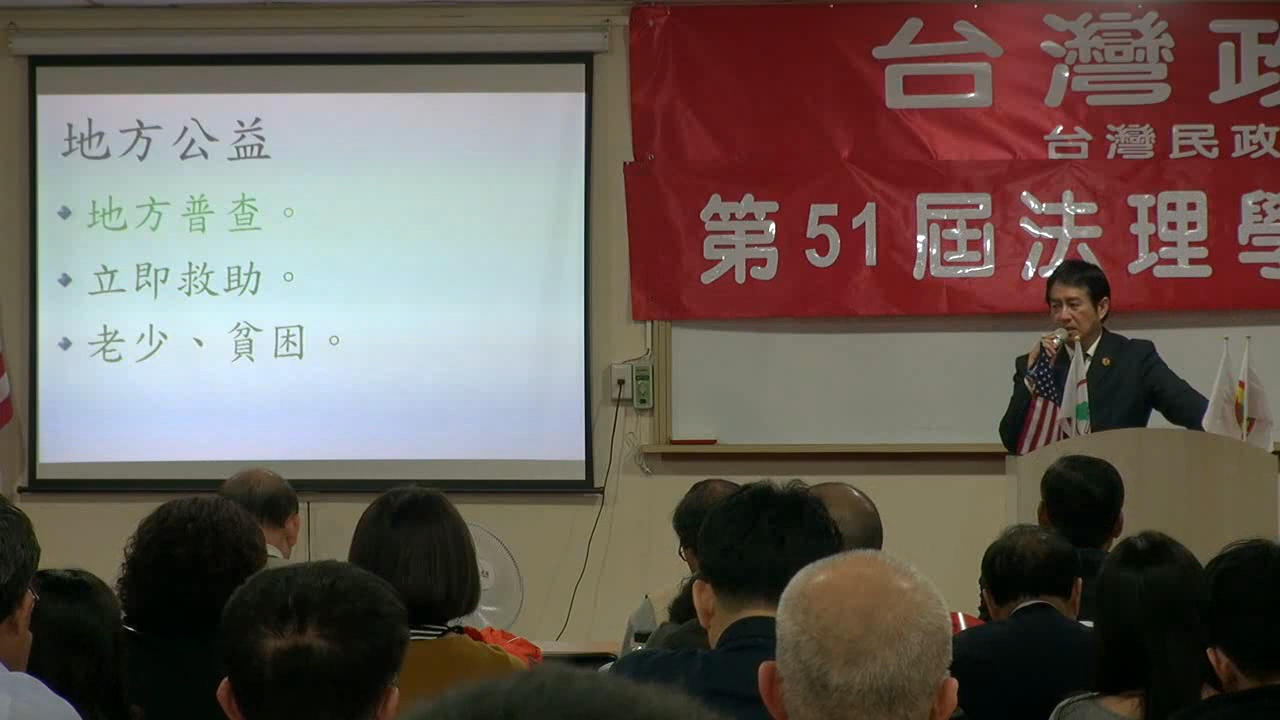 地方公益
地方普查。
立即救助。
老少、貧困。
台灣政
台灣民政
第51屆法理學